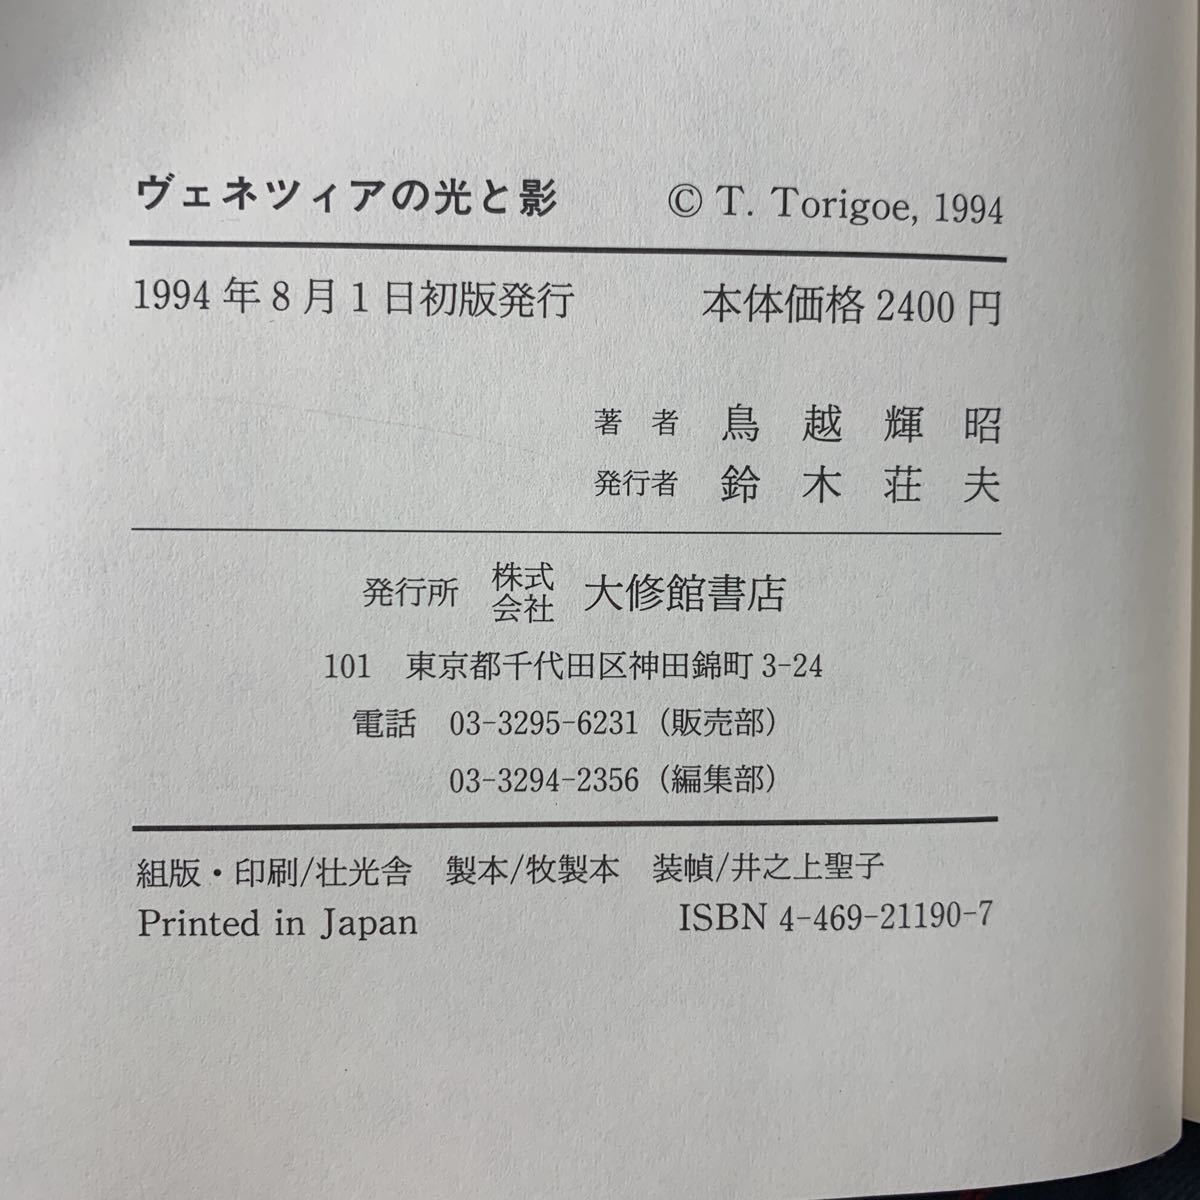 ヴェネツィアの光と影 © T. Torigoe, 1994
1994年8月1日初版発行 本体価格2400円
著者 鳥越輝昭
発行者 鈴木荘夫
発行所 株式会社 大修館書店
101 東京都千代田区神田錦町3-24
電話 03-3295-6231（販売部）
03-3294-2356（編集部）
組版・印刷/壮光舎 製本/牧製本 装幀/井之上聖子
Printed in Japan ISBN 4-469-21190-7